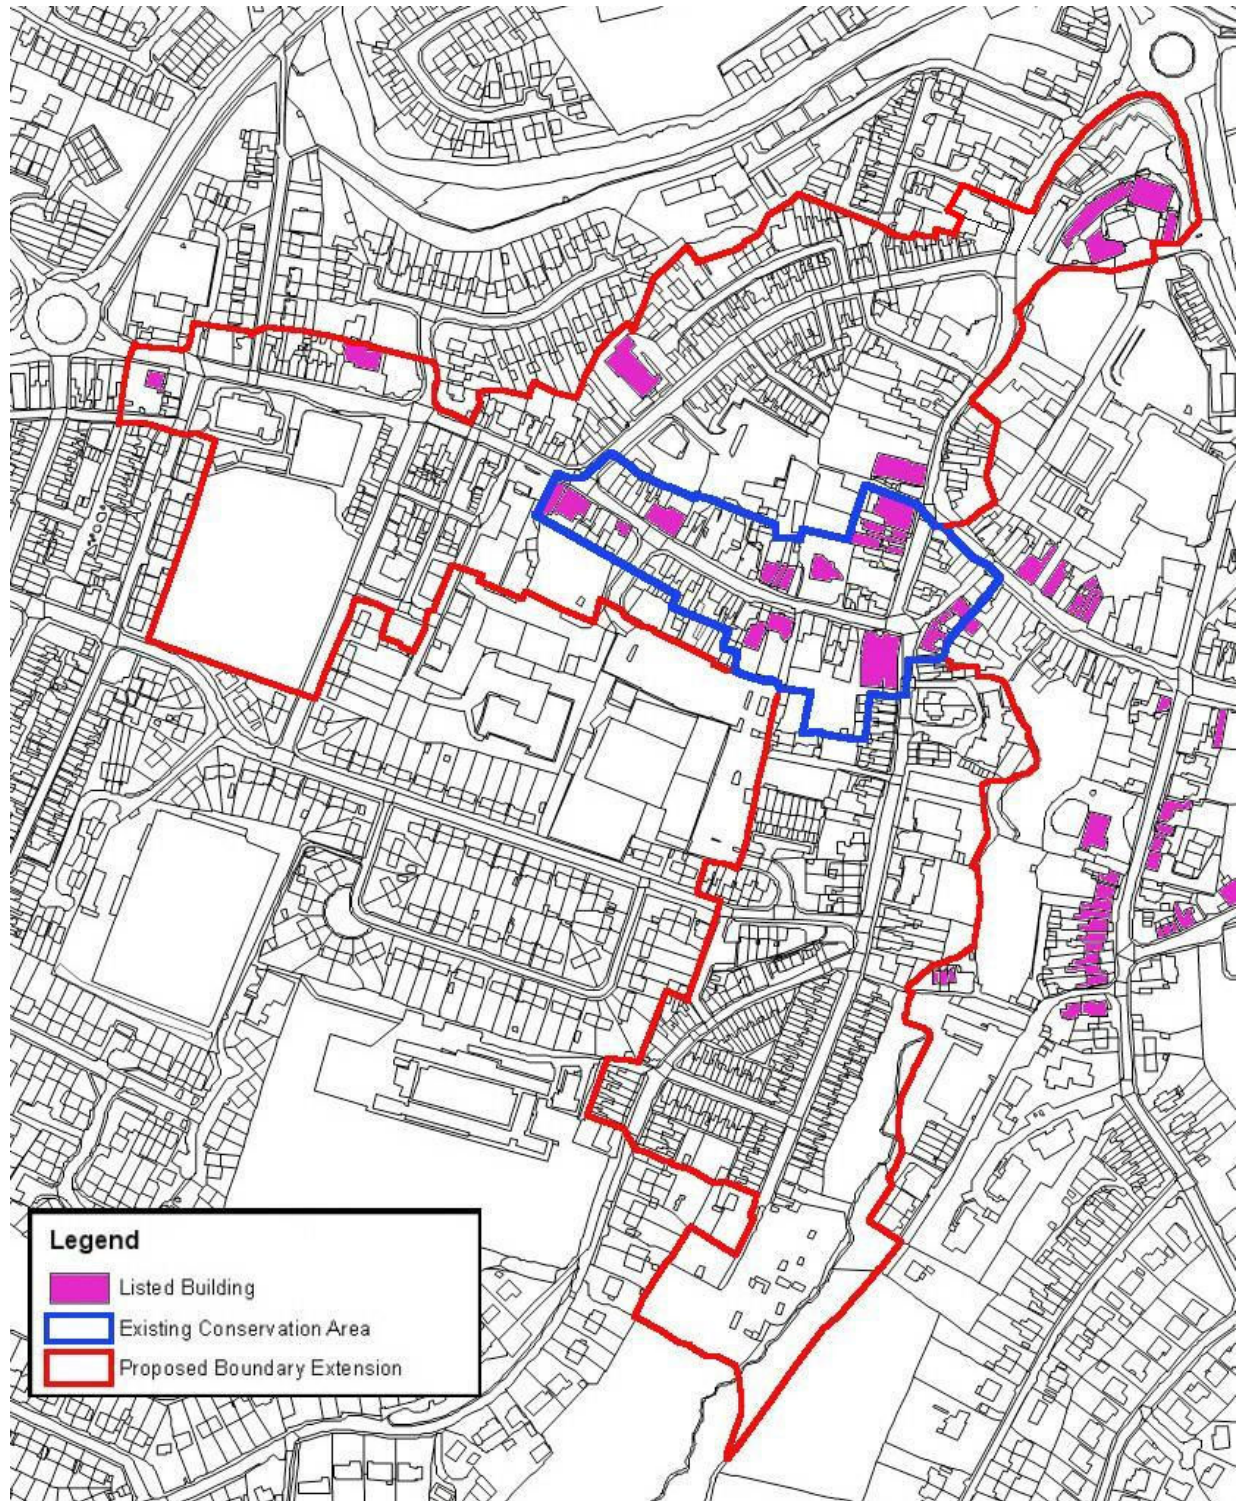 Legend
Listed Building
Existing Conservation Area
Proposed Boundary Extension